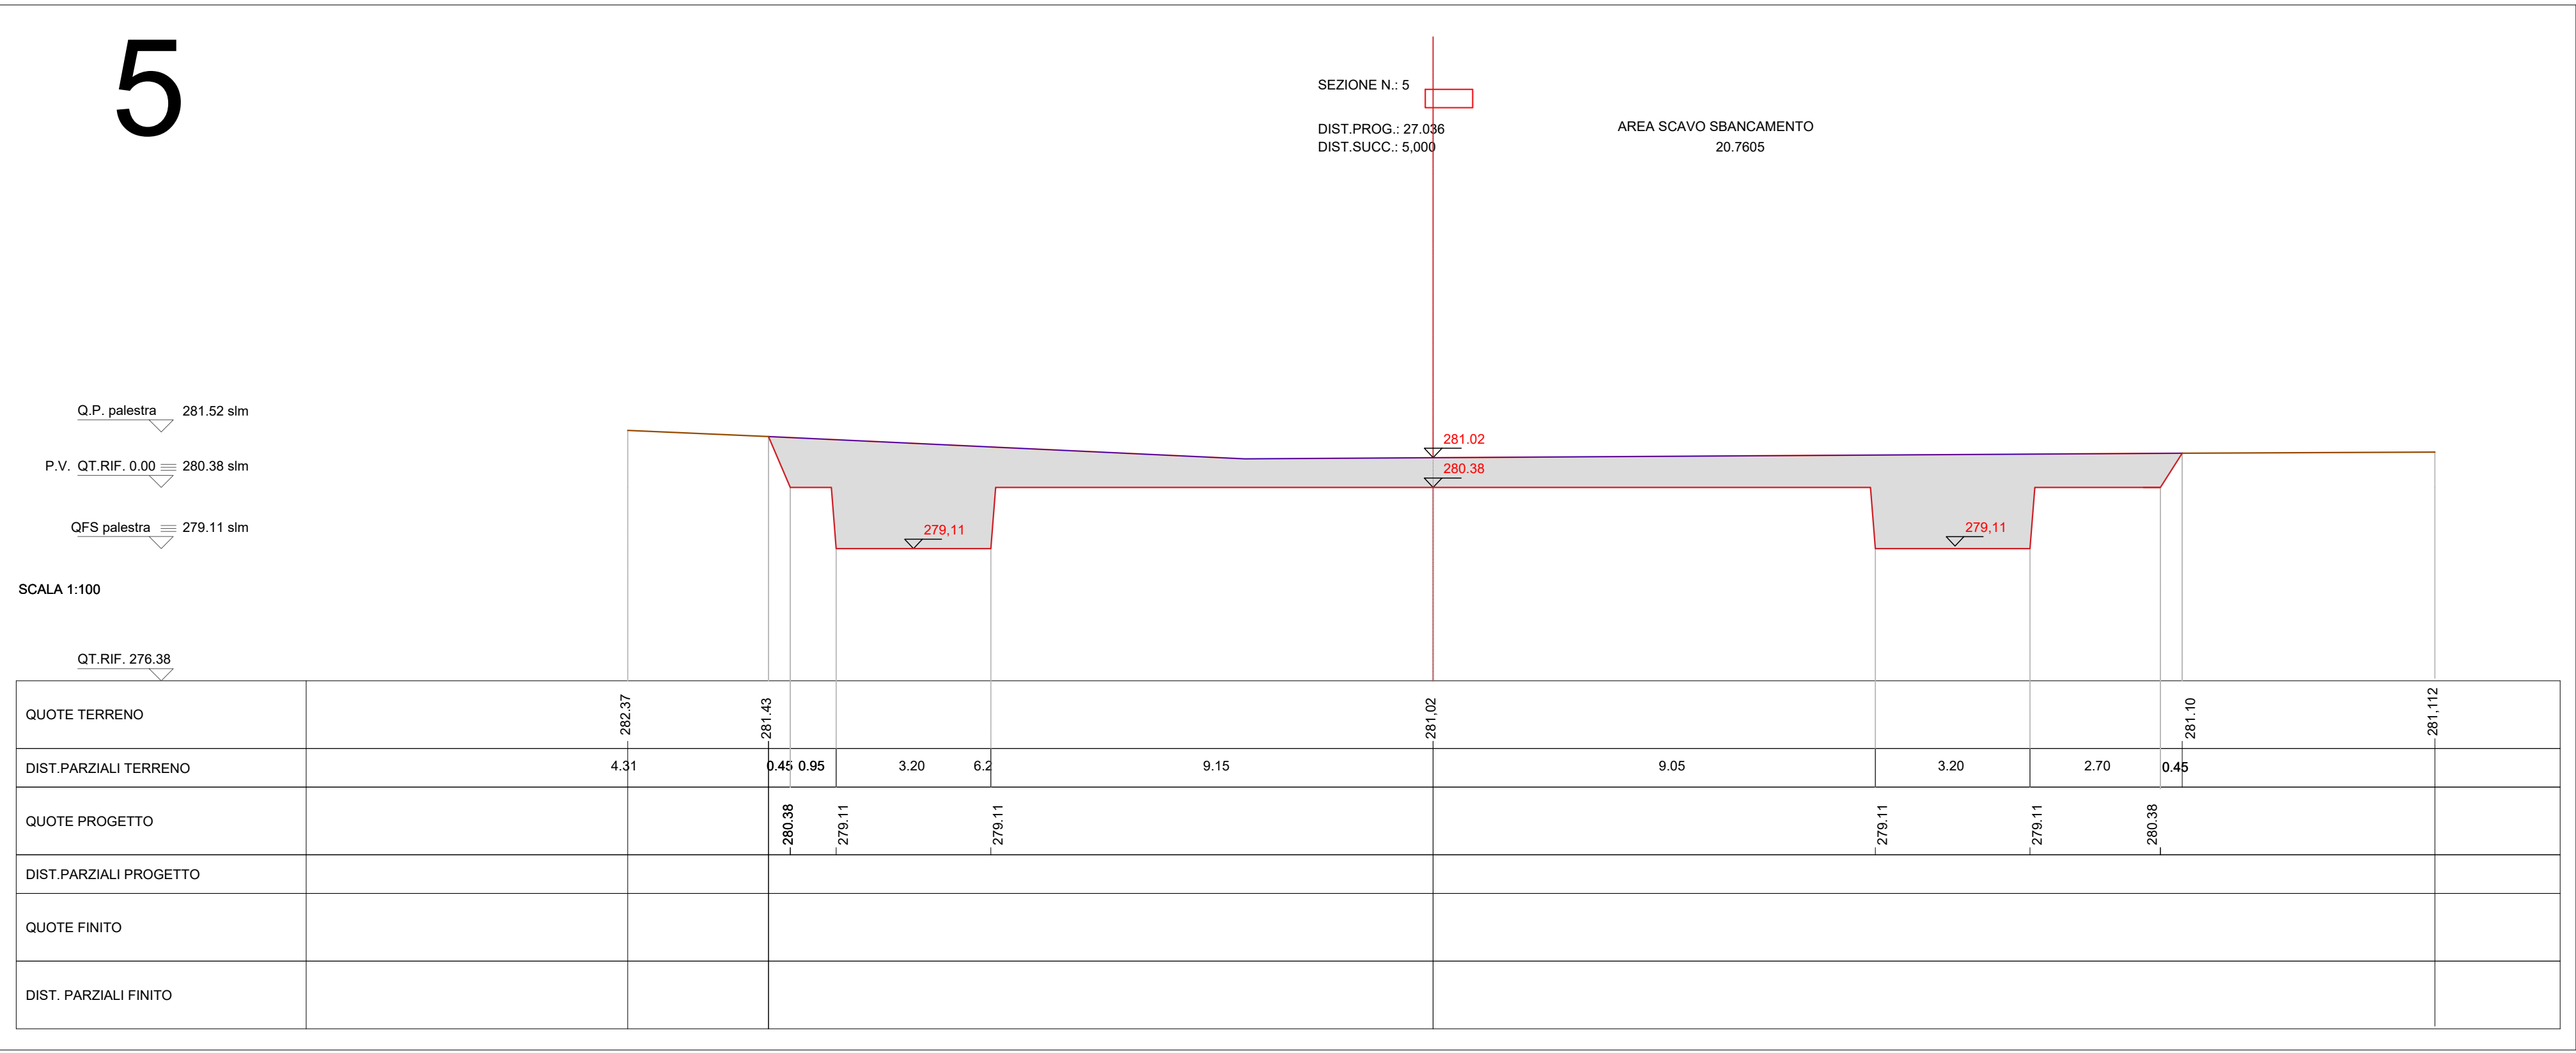 5
SEZIONE N.: 5
DIST.PROG.: 27.036
DIST.SUCC.: 5,000
AREA SCAVO SBANCAMENTO
20.7605
Q.P. palestra 281.52 slm
281.02
P.V. QT.RIF. 0.00 280.38 slm
280.38
QFS palestra 279.11 slm
279,11
279,11
SCALA 1:100
QT.RIF. 276.38
QUOTE TERRENO 282.37 281.43 281,02 281.10 281,112
DIST.PARZIALI TERRENO 4.31 0.45 0.95 3.20 6.2 9.15 9.05 3.20 2.70 0.45
QUOTE PROGETTO 280.38 279.11 279.11 279.11 279.11 280.38
DIST.PARZIALI PROGETTO
QUOTE FINITO
DIST. PARZIALI FINITO